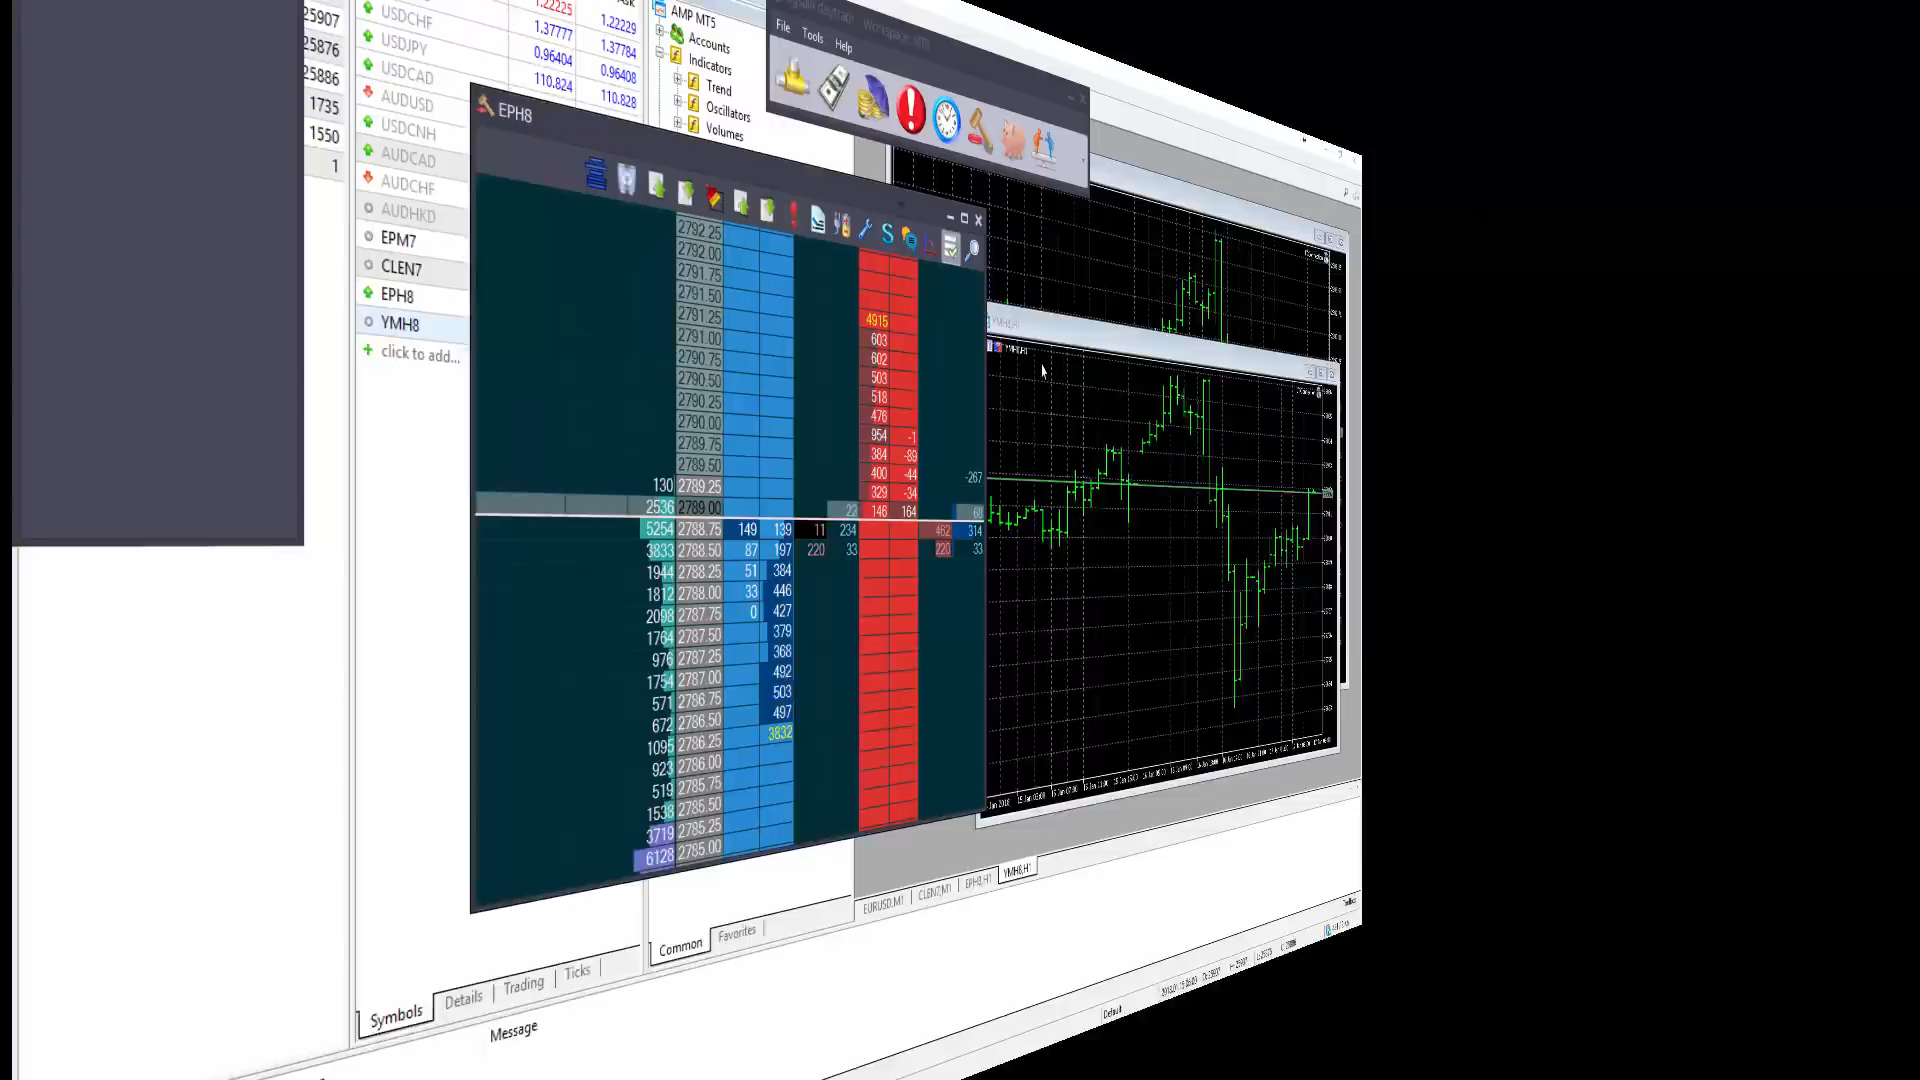 25907
25876
25886
1735
1550
1
USDCHF
USDJPY
USDCAD
AUDUSD
USDCNH
AUDCAD
AUDCHF
AUDHKD
EPM7
CLEN7
EPH8
YMH8
click to add...
1.22225 1.22229
1.37777 1.37784
0.96404 0.96408
110.824 110.828
AMP MT5
Accounts
Indicators
Trend
Oscillators
Volumes
File Tools Help
EPH8
2792.25
2792.00
2791.75
2791.50
2791.25 4915
2791.00 603
2790.75 602
2790.50 503
2790.25 518
2790.00 476
2789.75 954 -1
2789.50 384 -89
400 -44
130 2789.25 329 -34 -267
2536 2789.00 22 146 164 68
5254 2788.75 149 139 11 234 462 314
3833 2788.50 87 197 220 33 220 33
1944 2788.25 51 384
1812 2788.00 33 446
2098 2787.75 0 427
1764 2787.50 379
976 2787.25 368
1754 2787.00 492
571 2786.75 503
672 2786.50 497
1095 2786.25 3832
923 2786.00
519 2785.75
1538 2785.50
3719 2785.25
6128 2785.00
YMH8,H1
YMH8,H1
EURUSD,M1 CLEN7,M1 EPH8,H1 YMH8,H1
Common Favorites
Symbols Details Trading Ticks
Message
Default
Toolbox